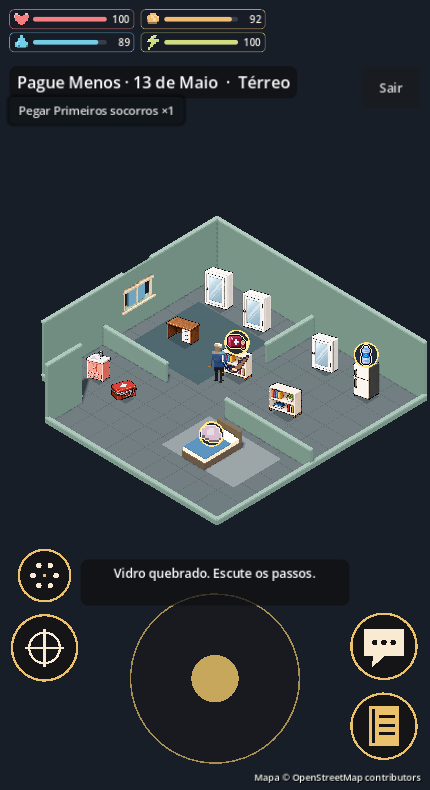 100
92
89
100
Pague Menos · 13 de Maio · Térreo
Sair
Pegar Primeiros socorros ×1
Vidro quebrado. Escute os passos.
Mapa © OpenStreetMap contributors